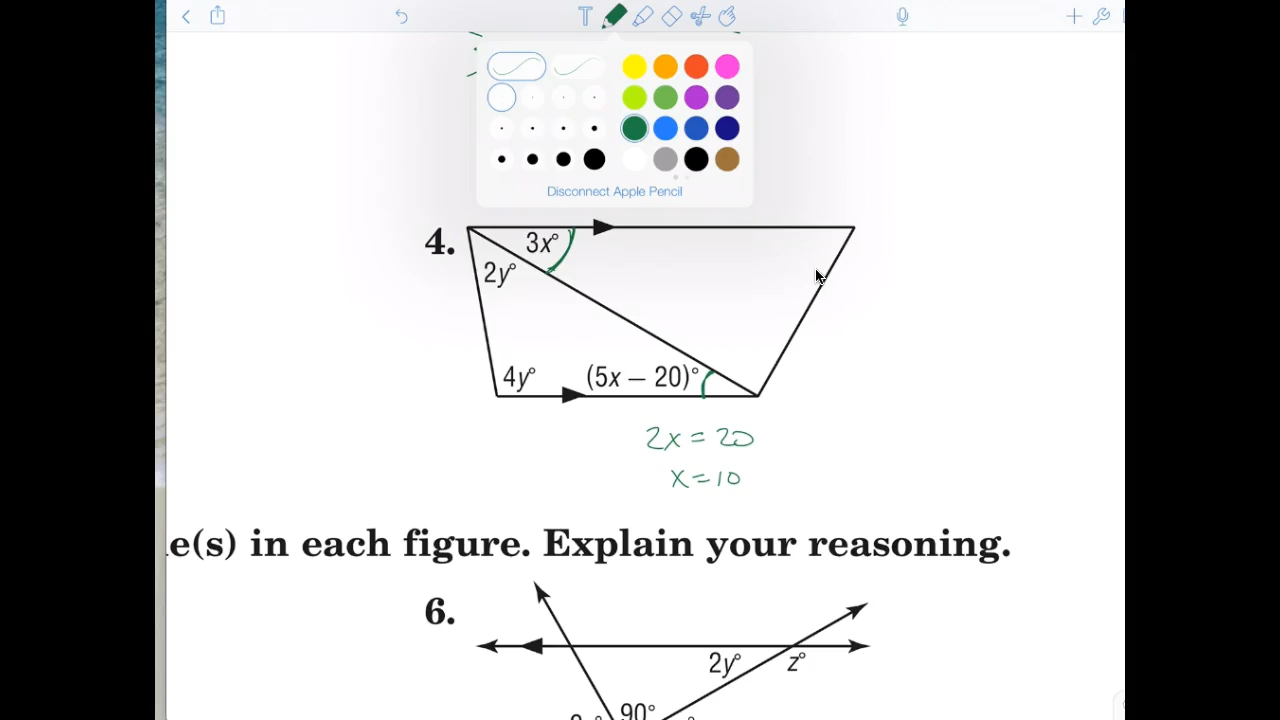 T
Disconnect Apple Pencil
4.
3x°
2y°
4y°
(5x – 20)°
2x = 20
x = 10
e(s) in each figure. Explain your reasoning.
6.
2y°
z°
90°